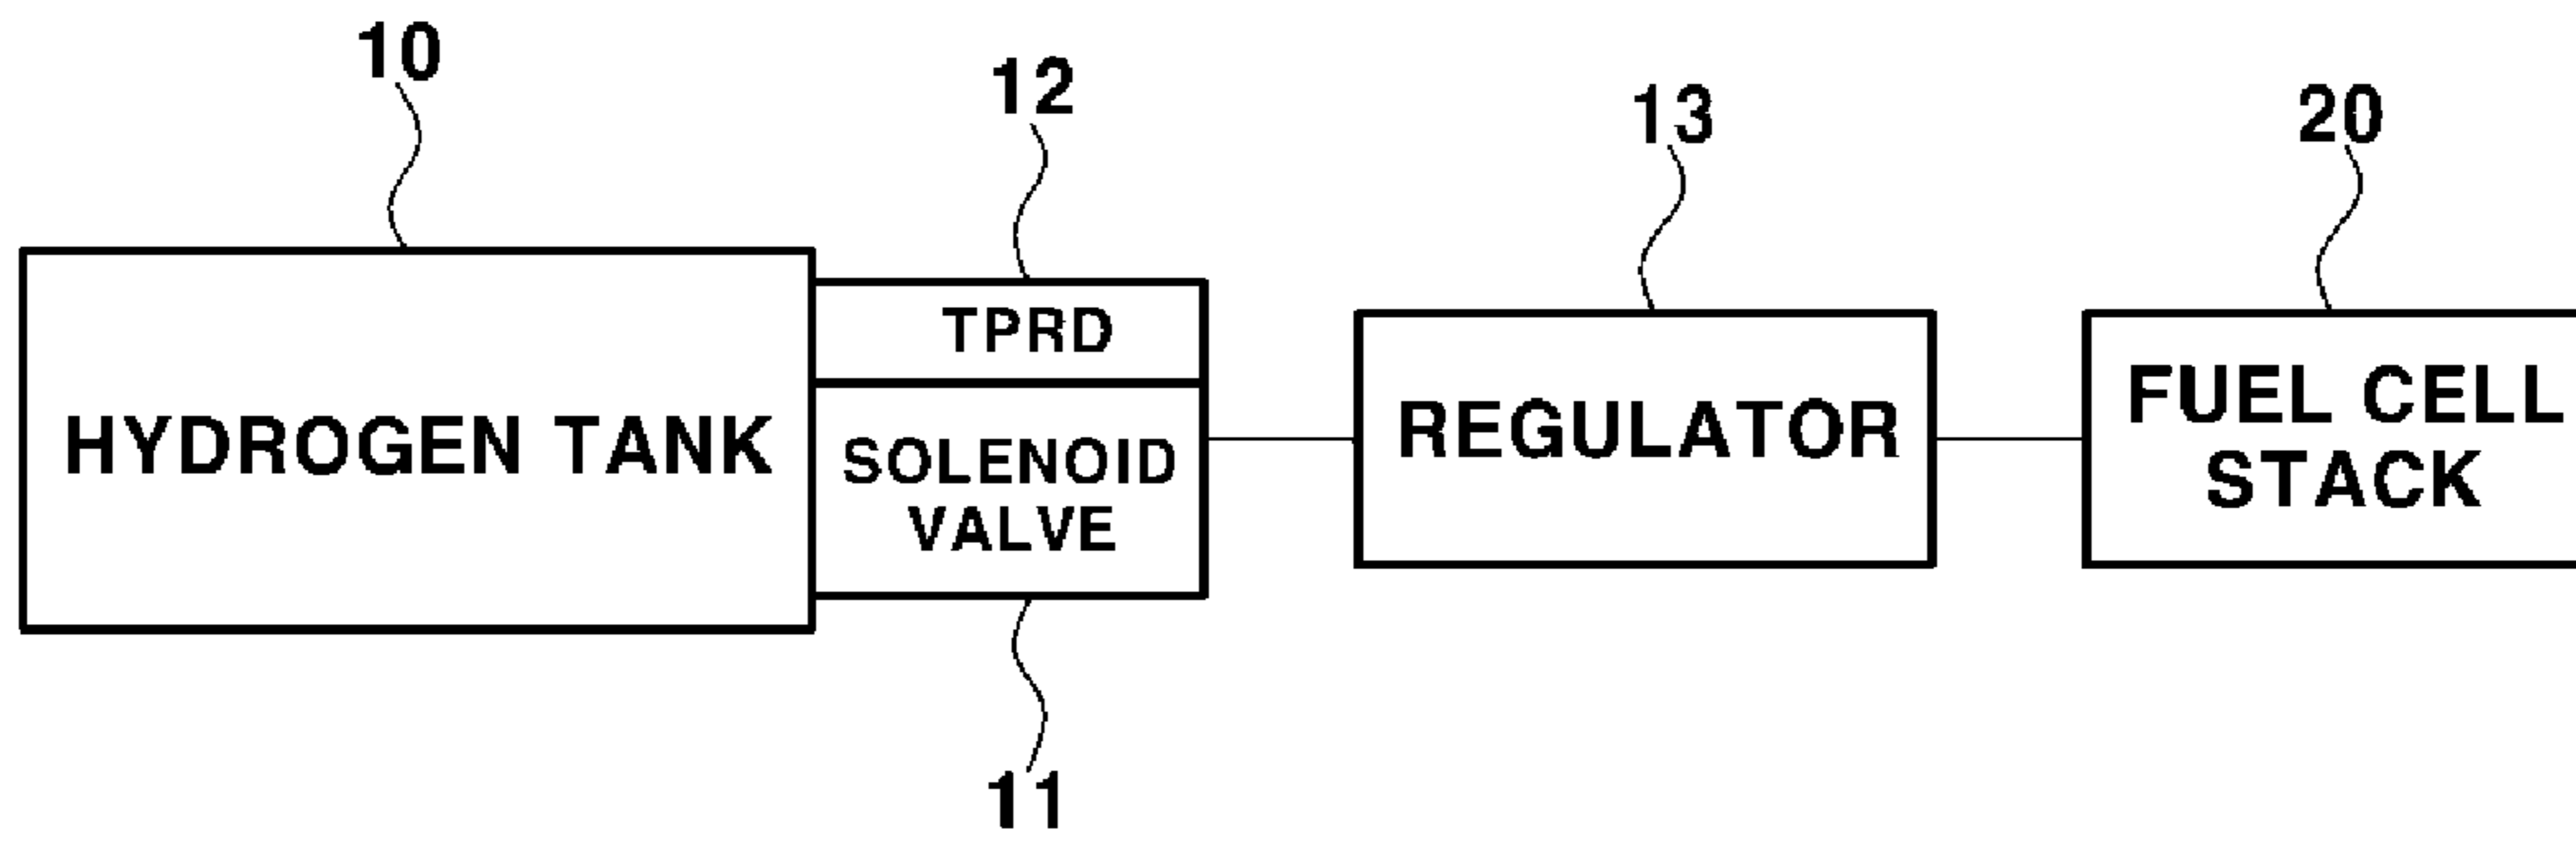 10
12
13
20
HYDROGEN TANK
TPRD
SOLENOID
VALVE
REGULATOR
FUEL CELL
STACK
11